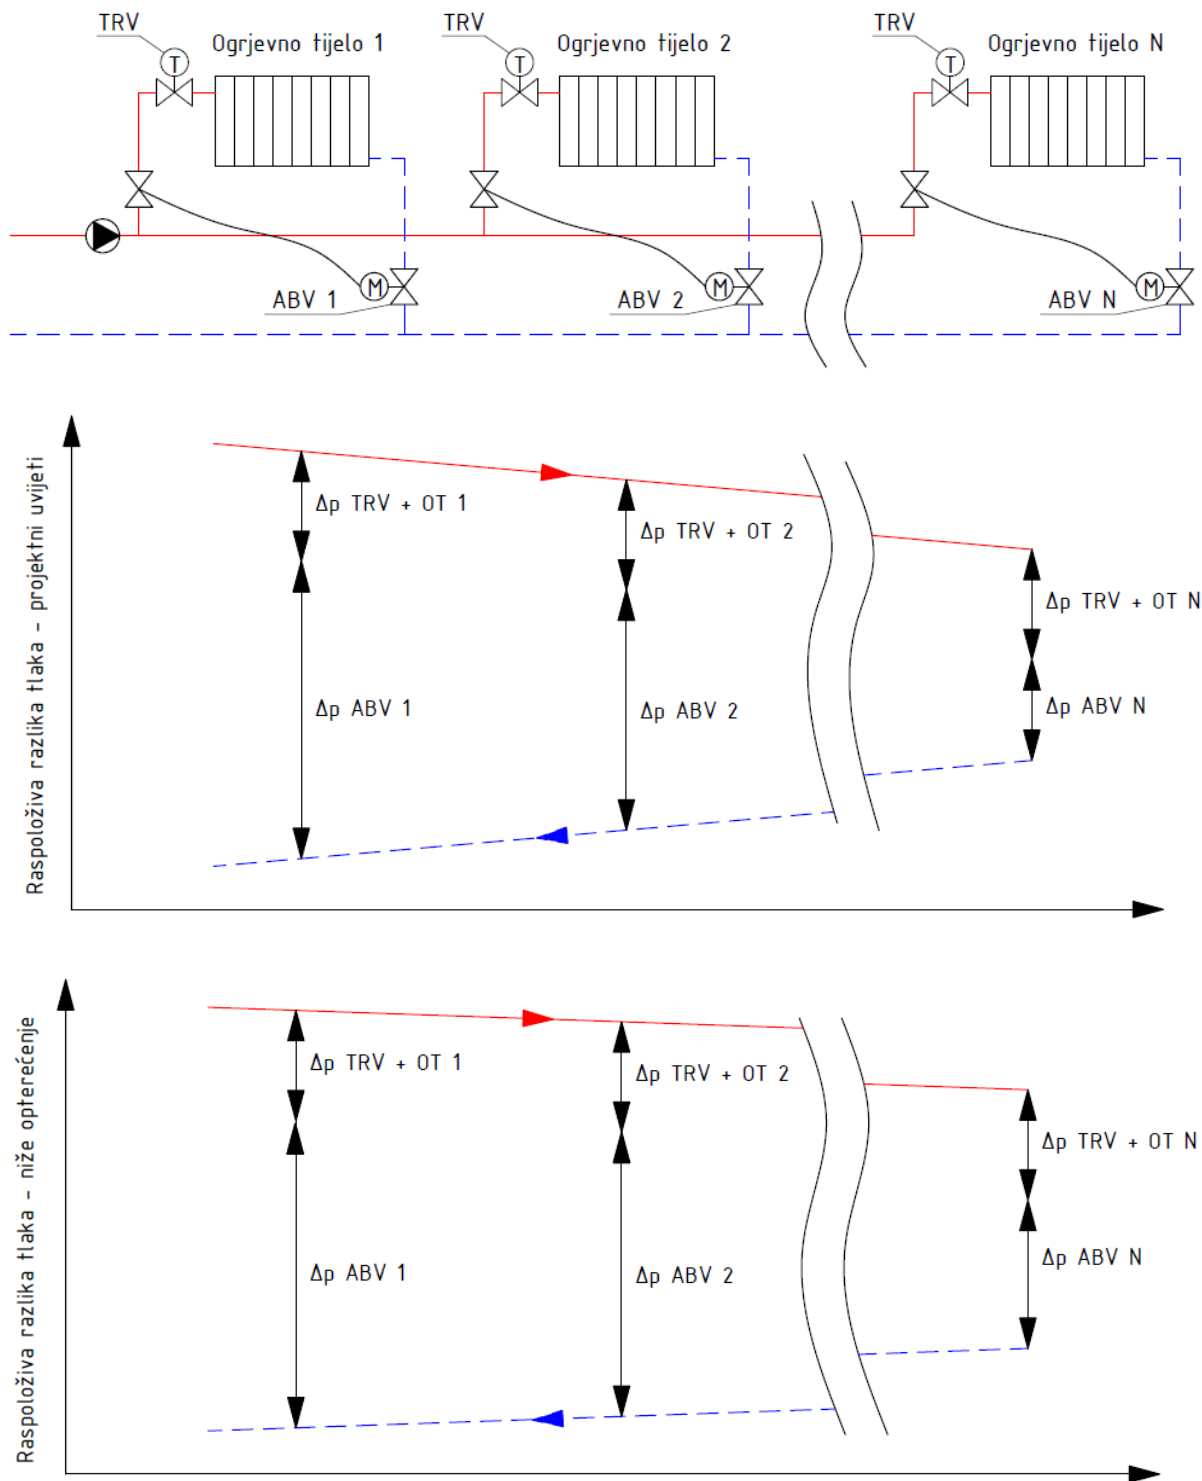 TRV
TRV
TRV
Ogrjevno tijelo 1
Ogrjevno tijelo 2
Ogrjevno tijelo N
T
T
T
M
M
M
ABV 1
ABV 2
ABV N
Raspoloživa razlika tlaka - projektni uvijeti
Δp TRV + OT 1
Δp TRV + OT 2
Δp TRV + OT N
Δp ABV 1
Δp ABV 2
Δp ABV N
Raspoloživa razlika tlaka - niže opterećenje
Δp TRV + OT 1
Δp TRV + OT 2
Δp TRV + OT N
Δp ABV 1
Δp ABV 2
Δp ABV N